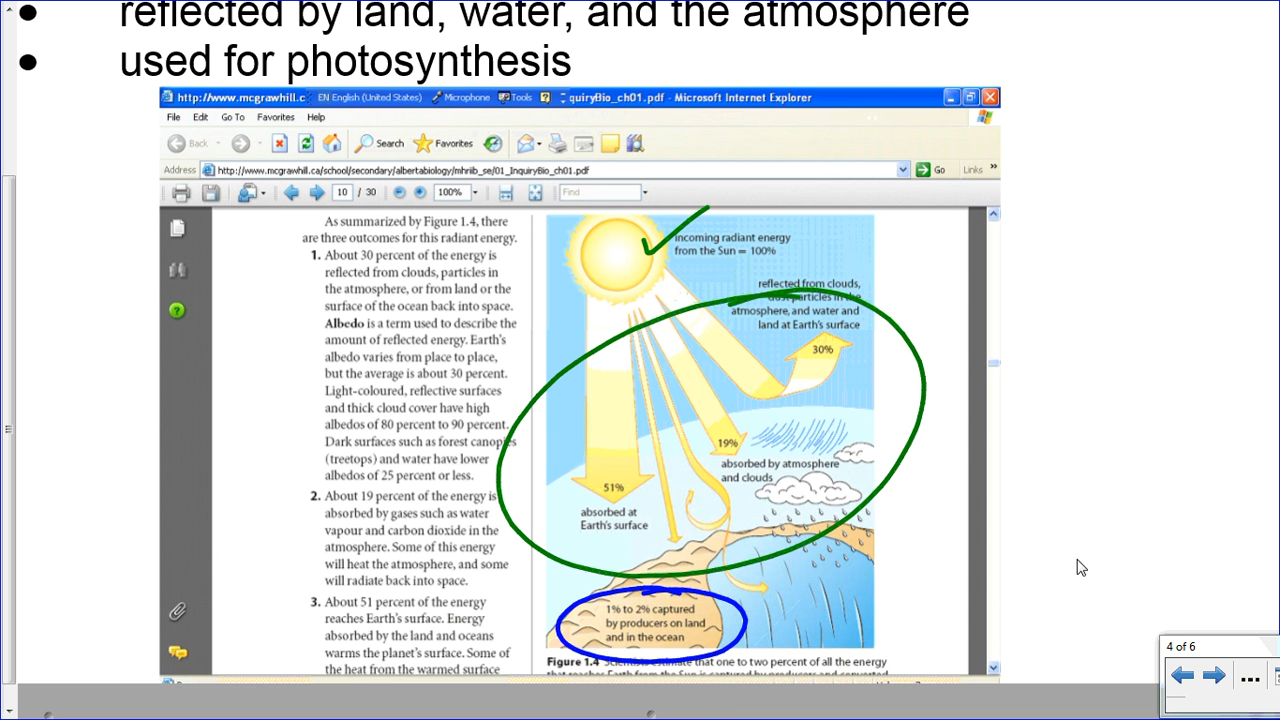 ● reflected by land, water, and the atmosphere
● used for photosynthesis
http://www.mcgrawhill.c EN English (United States) Microphone Tools quiryBio_ch01.pdf - Microsoft Internet Explorer
File Edit Go To Favorites Help
Back Search Favorites
Address http://www.mcgrawhill.ca/school/secondary/albertabiology/mhriib_se/01_InquiryBio_ch01.pdf Go Links »
10 / 30 100% Find
As summarized by Figure 1.4, there
are three outcomes for this radiant energy.
1. About 30 percent of the energy is
reflected from clouds, particles in
the atmosphere, or from land or the
surface of the ocean back into space.
Albedo is a term used to describe the
amount of reflected energy. Earth's
albedo varies from place to place,
but the average is about 30 percent.
Light-coloured, reflective surfaces
and thick cloud cover have high
albedos of 80 percent to 90 percent.
Dark surfaces such as forest canopies
(treetops) and water have lower
albedos of 25 percent or less.
2. About 19 percent of the energy is
absorbed by gases such as water
vapour and carbon dioxide in the
atmosphere. Some of this energy
will heat the atmosphere, and some
will radiate back into space.
3. About 51 percent of the energy
reaches Earth's surface. Energy
absorbed by the land and oceans
warms the planet's surface. Some of
the heat from the warmed surface
incoming radiant energy
from the Sun = 100%
reflected from clouds,
dust particles in the
atmosphere, and water and
land at Earth's surface
30%
19%
absorbed by atmosphere
and clouds
51%
absorbed at
Earth's surface
1% to 2% captured
by producers on land
and in the ocean
Figure 1.4 Scientists estimate that one to two percent of all the energy
that reaches Earth from the Sun is captured by producers and converted
4 of 6